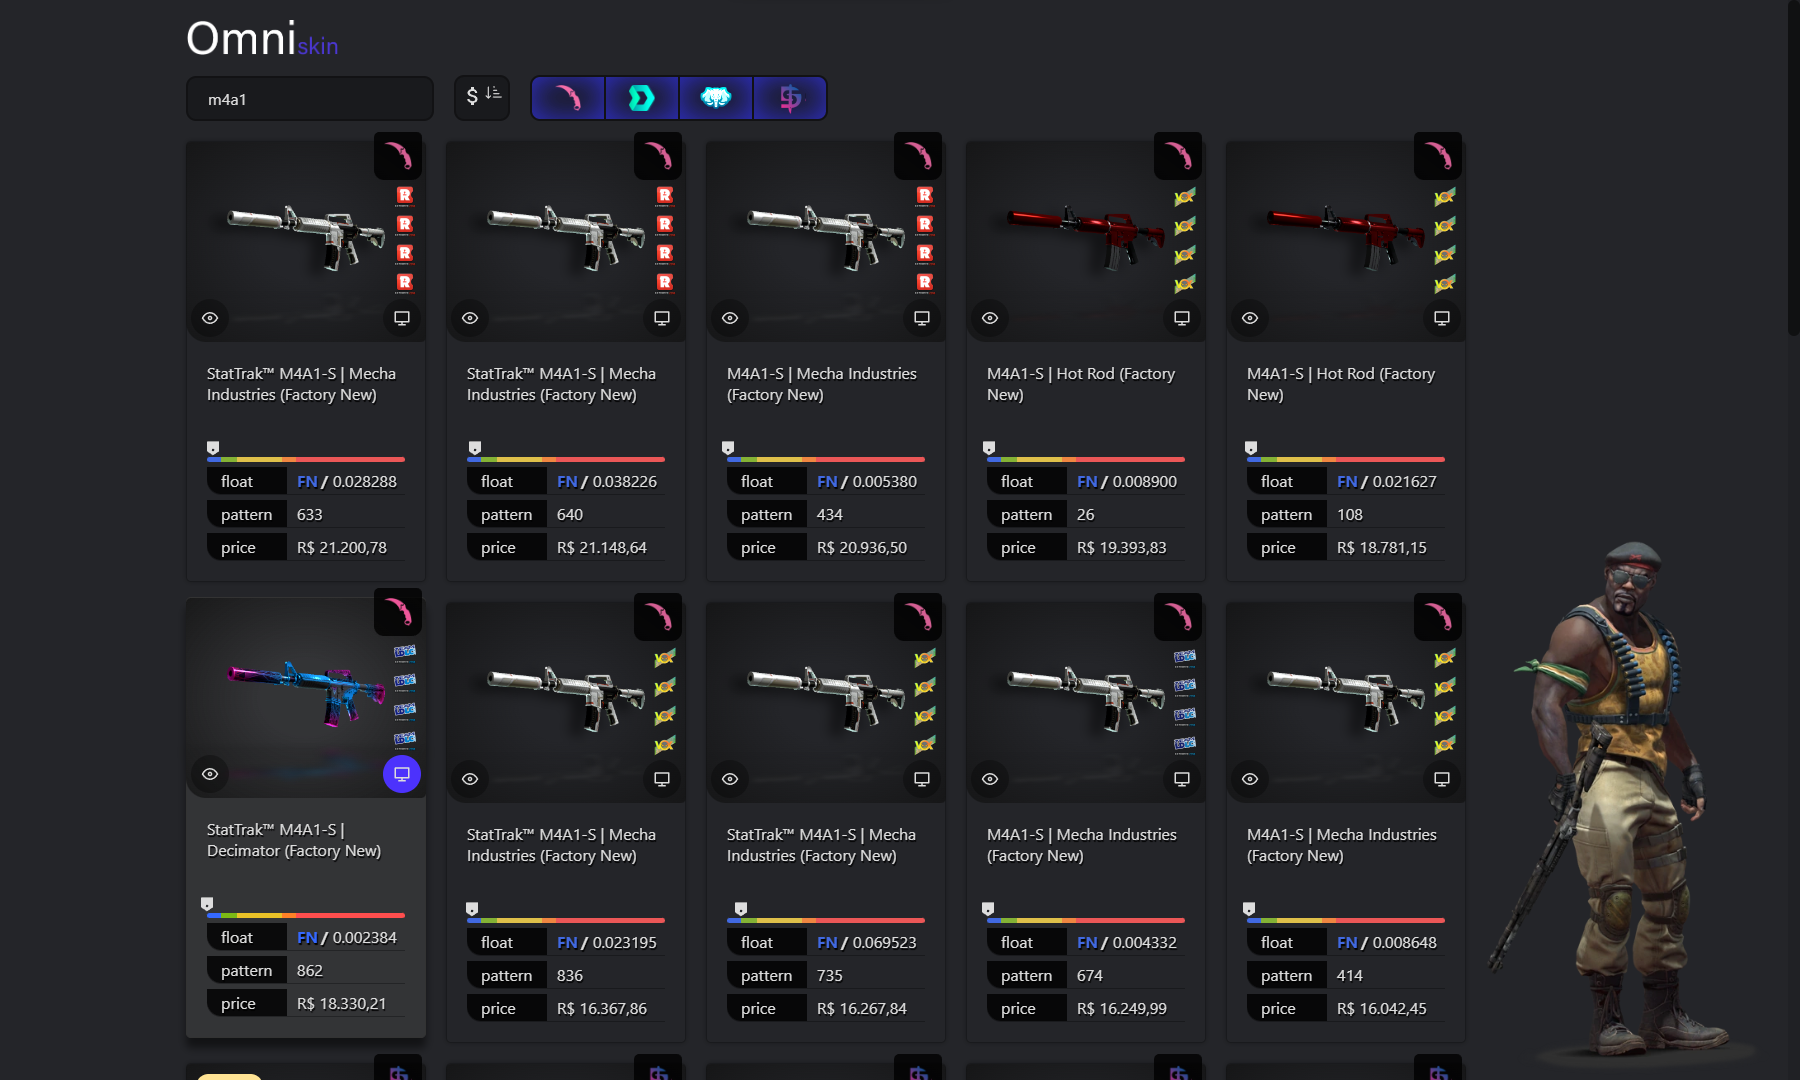 Omniskin
m4a1
$
StatTrak™ M4A1-S | Mecha
Industries (Factory New)
float FN / 0.028288
pattern 633
price R$ 21.200,78
StatTrak™ M4A1-S | Mecha
Industries (Factory New)
float FN / 0.038226
pattern 640
price R$ 21.148,64
M4A1-S | Mecha Industries
(Factory New)
float FN / 0.005380
pattern 434
price R$ 20.936,50
M4A1-S | Hot Rod (Factory
New)
float FN / 0.008900
pattern 26
price R$ 19.393,83
M4A1-S | Hot Rod (Factory
New)
float FN / 0.021627
pattern 108
price R$ 18.781,15
StatTrak™ M4A1-S |
Decimator (Factory New)
float FN / 0.002384
pattern 862
price R$ 18.330,21
StatTrak™ M4A1-S | Mecha
Industries (Factory New)
float FN / 0.023195
pattern 836
price R$ 16.367,86
StatTrak™ M4A1-S | Mecha
Industries (Factory New)
float FN / 0.069523
pattern 735
price R$ 16.267,84
M4A1-S | Mecha Industries
(Factory New)
float FN / 0.004332
pattern 674
price R$ 16.249,99
M4A1-S | Mecha Industries
(Factory New)
float FN / 0.008648
pattern 414
price R$ 16.042,45